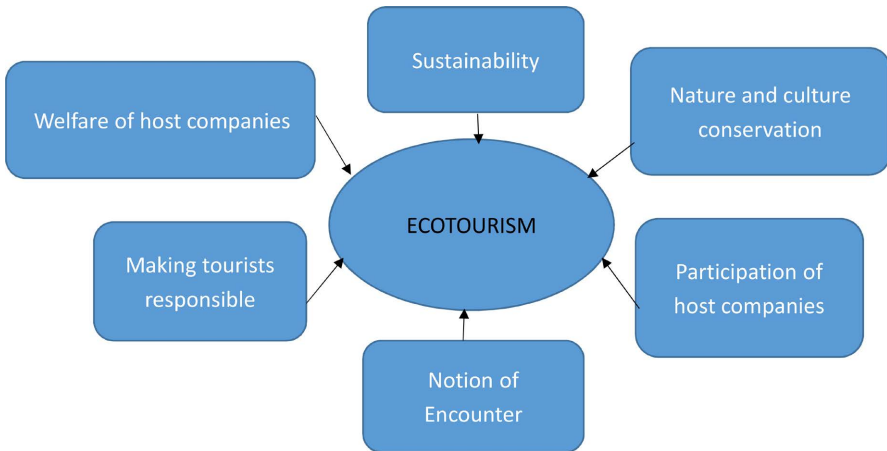 Sustainability
Welfare of host companies
Nature and culture
conservation
ECOTOURISM
Making tourists
responsible
Participation of
host companies
Notion of
Encounter